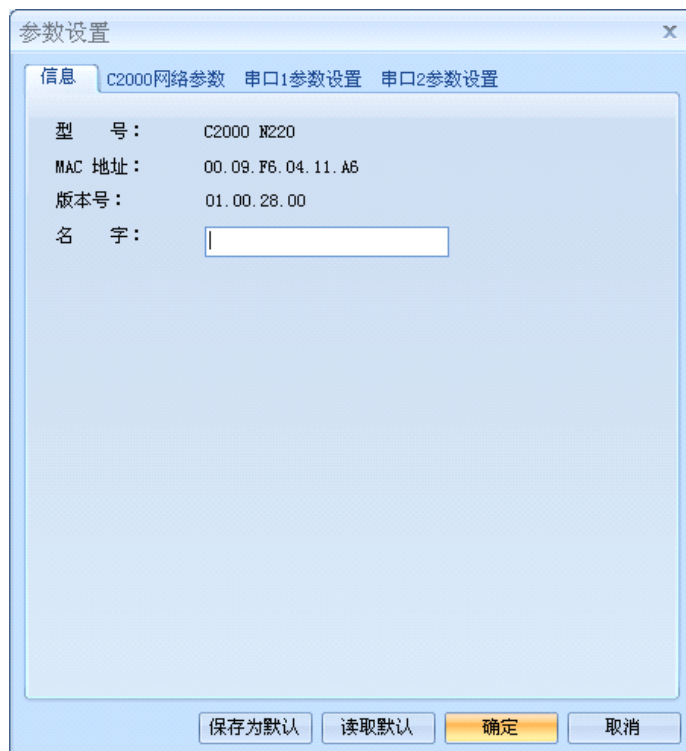 参数设置
信息 C2000网络参数 串口1参数设置 串口2参数设置
型 号： C2000 N220
MAC 地址： 00.09.F6.04.11.A6
版本号： 01.00.28.00
名 字：
保存为默认 读取默认 确定 取消